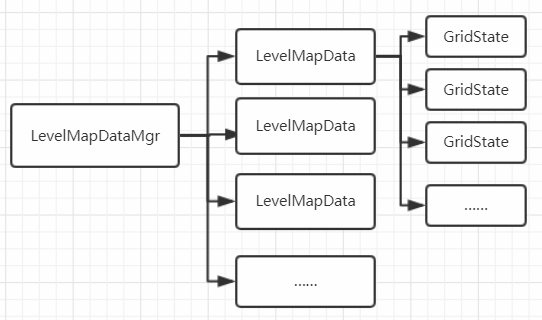 LevelMapDataMgr
LevelMapData
LevelMapData
LevelMapData
......
GridState
GridState
GridState
......